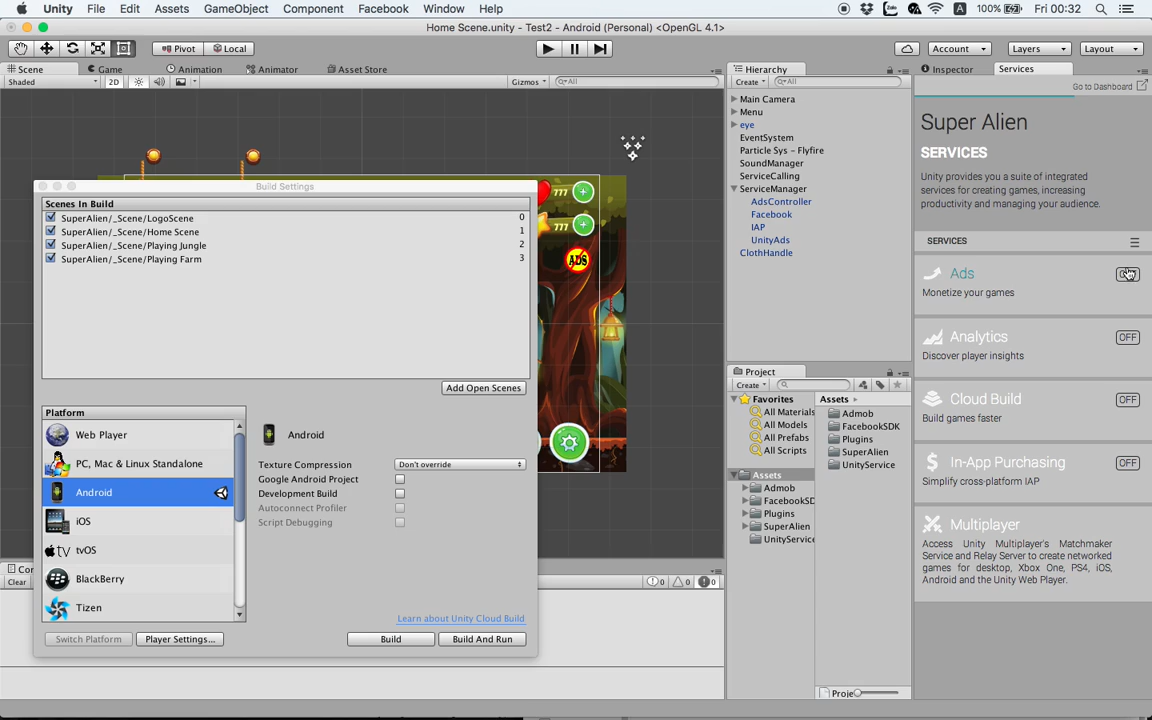 Unity File Edit Assets GameObject Component Facebook Window Help 100% Fri 00:32
Home Scene.unity - Test2 - Android (Personal) <OpenGL 4.1>
Pivot Local Account Layers Layout
Scene Game Animation Animator Asset Store
Shaded 2D Gizmos All
Hierarchy
Create All
Main Camera
Menu
eye
EventSystem
Particle Sys - Flyfire
SoundManager
ServiceCalling
ServiceManager
AdsController
Facebook
IAP
UnityAds
ClothHandle
Inspector Services
Go to Dashboard
Super Alien
SERVICES
Unity provides you a suite of integrated
services for creating games, increasing
productivity and managing your audience.
SERVICES
Ads
Monetize your games
Analytics OFF
Discover player insights
Cloud Build OFF
Build games faster
In-App Purchasing OFF
Simplify cross-platform IAP
Multiplayer
Access Unity Multiplayer's Matchmaker
Service and Relay Server to create networked
games for desktop, Xbox One, PS4, iOS,
Android and the Unity Web Player.
777
777
ADS
Build Settings
Scenes In Build
SuperAlien/_Scene/LogoScene 0
SuperAlien/_Scene/Home Scene 1
SuperAlien/_Scene/Playing Jungle 2
SuperAlien/_Scene/Playing Farm 3
Add Open Scenes
Platform
Web Player
PC, Mac & Linux Standalone
Android
iOS
tvOS
BlackBerry
Tizen
Android
Texture Compression Don't override
Google Android Project
Development Build
Autoconnect Profiler
Script Debugging
Learn about Unity Cloud Build
Switch Platform Player Settings... Build Build And Run
Project
Create
Favorites
All Materials
All Models
All Prefabs
All Scripts
Assets
Admob
FacebookSD
Plugins
SuperAlien
UnityService
Assets
Admob
FacebookSDK
Plugins
SuperAlien
UnityService
Proje
Con
Clear 0 0 0